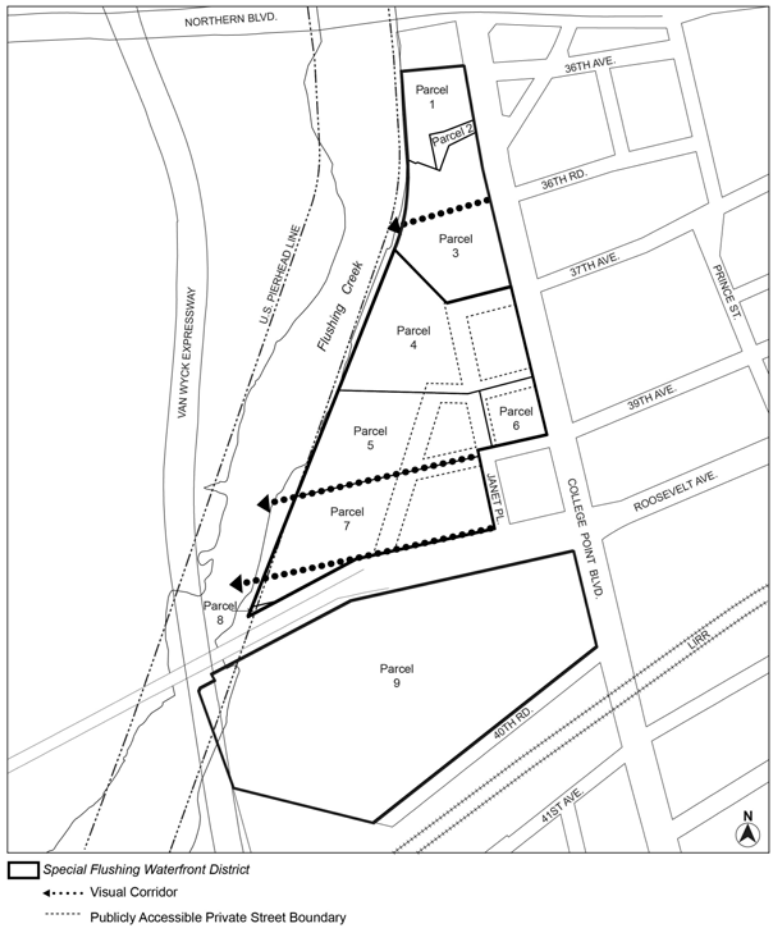 NORTHERN BLVD.
36TH AVE.
Parcel
1
Parcel 2
36TH RD.
Parcel
3
37TH AVE.
PRINCE ST.
U.S. PIERHEAD LINE
Flushing Creek
VAN WYCK EXPRESSWAY
Parcel
4
39TH AVE.
Parcel
5
Parcel
6
ROOSEVELT AVE.
JANET PL.
COLLEGE POINT BLVD.
Parcel
7
Parcel
8
Parcel
9
LIRR
40TH RD.
41ST AVE.
N
Special Flushing Waterfront District
Visual Corridor
Publicly Accessible Private Street Boundary